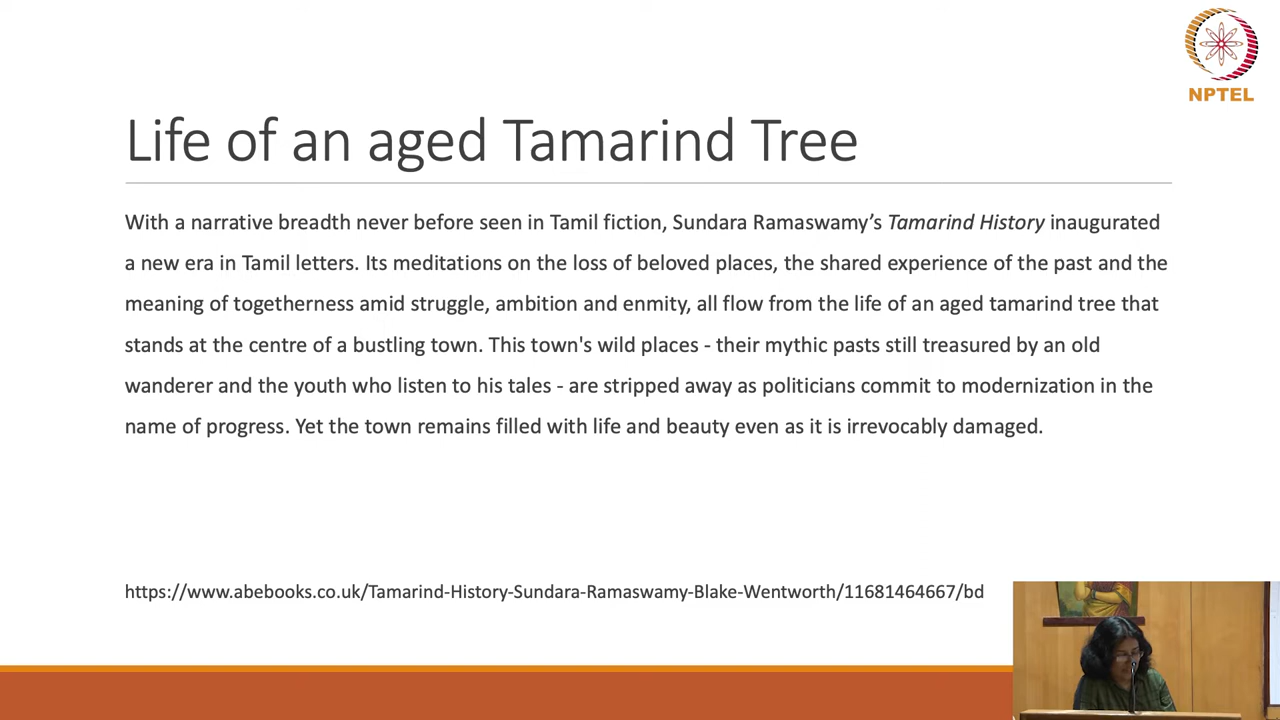 NPTEL
Life of an aged Tamarind Tree
With a narrative breadth never before seen in Tamil fiction, Sundara Ramaswamy’s Tamarind History inaugurated
a new era in Tamil letters. Its meditations on the loss of beloved places, the shared experience of the past and the
meaning of togetherness amid struggle, ambition and enmity, all flow from the life of an aged tamarind tree that
stands at the centre of a bustling town. This town's wild places - their mythic pasts still treasured by an old
wanderer and the youth who listen to his tales - are stripped away as politicians commit to modernization in the
name of progress. Yet the town remains filled with life and beauty even as it is irrevocably damaged.
https://www.abebooks.co.uk/Tamarind-History-Sundara-Ramaswamy-Blake-Wentworth/11681464667/bd